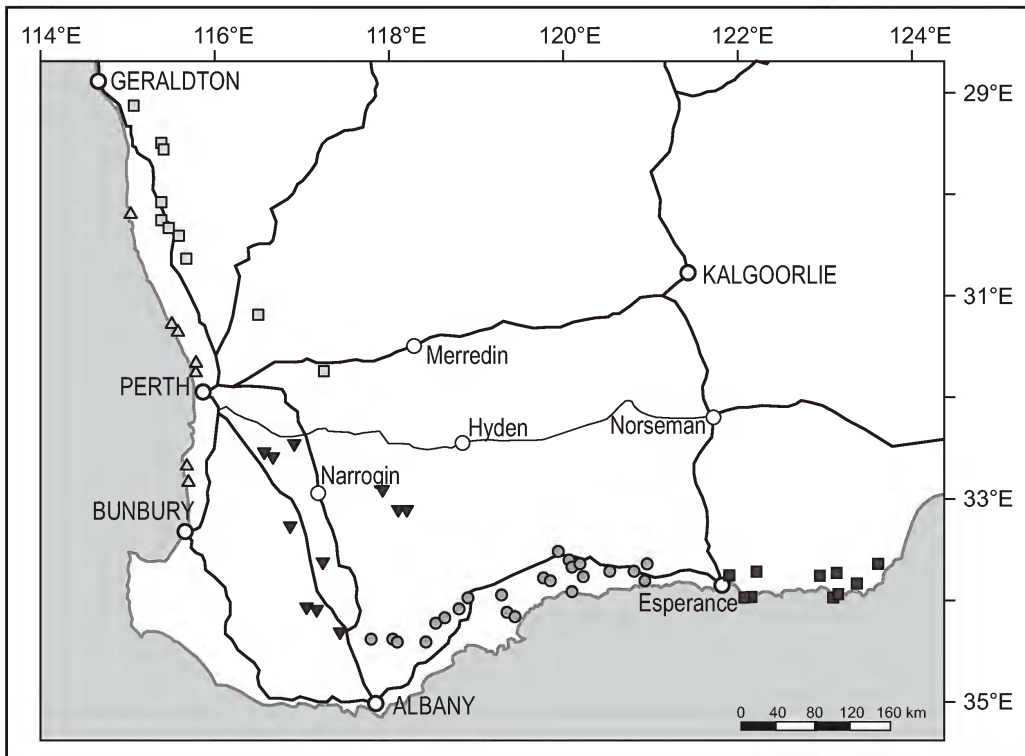 114°E 116°E 118°E 120°E 122°E 124°E
GERALDTON
29°E
KALGOORLIE
31°E
Merredin
PERTH
Hyden
Norseman
Narrogin
33°E
BUNBURY
Esperance
ALBANY
35°E
0 40 80 120 160 km